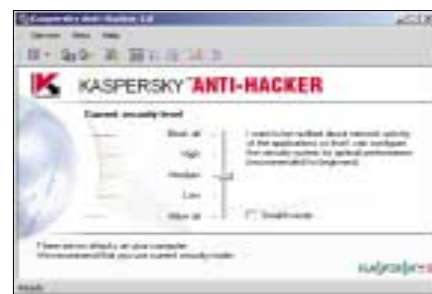 Kaspersky Anti-Hacker 1.0
Service View Help
KASPERSKY ANTI-HACKER
Current security level
Block all
High
Medium
Low
Allow all
I want to be notified about network activity
of the applications so that I can configure
the security system for optimal performance
(recommended to beginners)
Stealth mode
There are no attacks on your computer
We recommend that you use current security mode
Ready